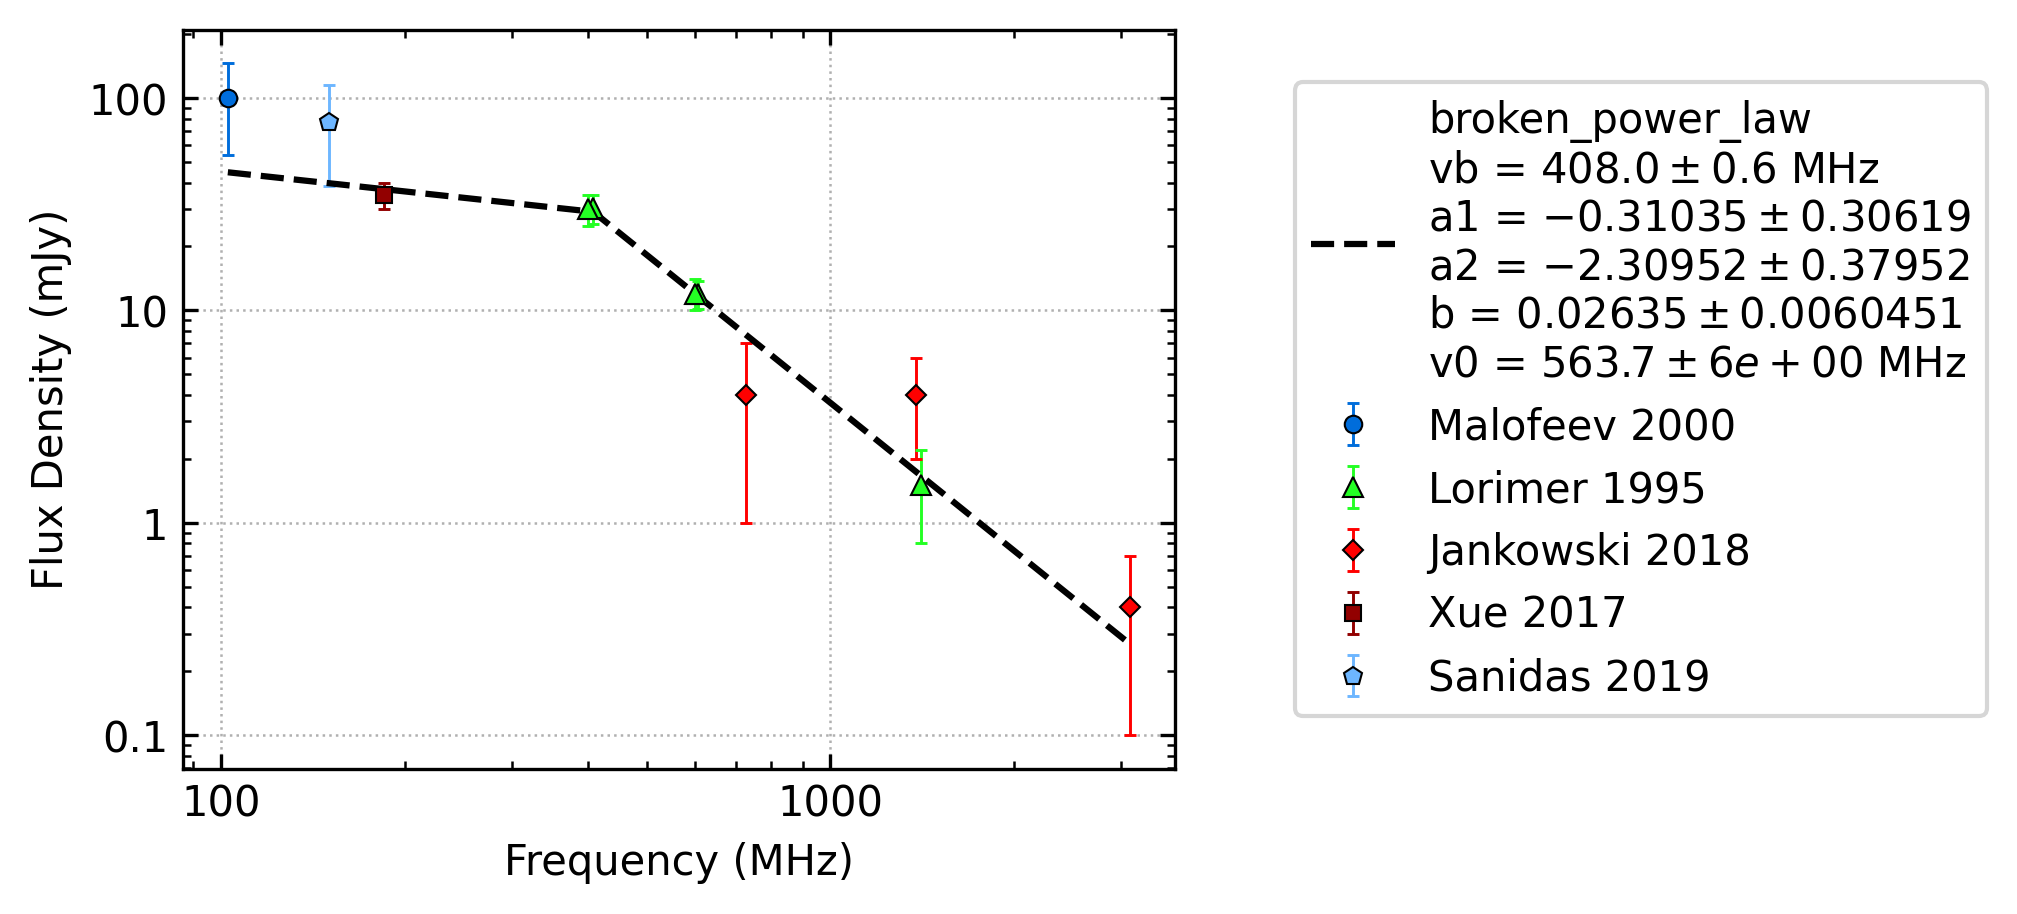 100
10
1
0.1
100
1000
Flux Density (mJy)
Frequency (MHz)
broken_power_law
vb = 408.0 ± 0.6 MHz
a1 = −0.31035 ± 0.30619
a2 = −2.30952 ± 0.37952
b = 0.02635 ± 0.0060451
v0 = 563.7 ± 6e + 00 MHz
Malofeev 2000
Lorimer 1995
Jankowski 2018
Xue 2017
Sanidas 2019